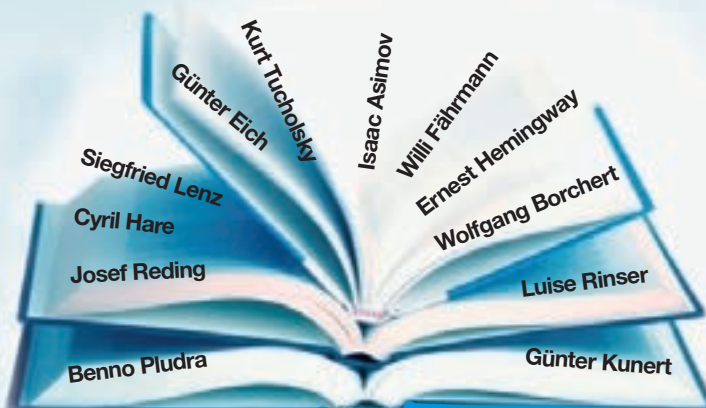 Kurt Tucholsky
Günter Eich
Isaac Asimov
Willi Fährmann
Ernest Hemingway
Wolfgang Borchert
Siegfried Lenz
Cyril Hare
Josef Reding
Luise Rinser
Benno Pludra
Günter Kunert